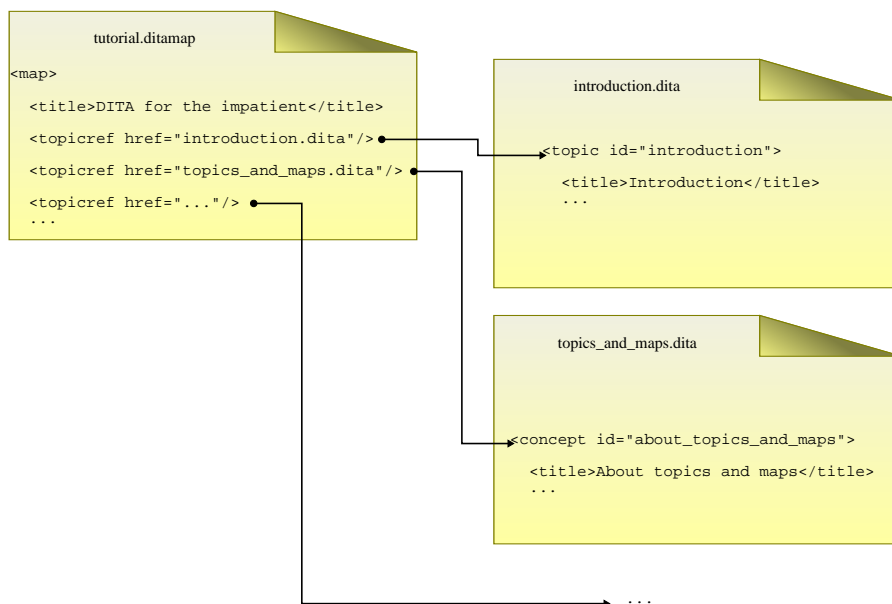 tutorial.ditamap
<map>
<title>DITA for the impatient</title>
<topicref href="introduction.dita"/>
<topicref href="topics_and_maps.dita"/>
<topicref href="..."/>
...
introduction.dita
<topic id="introduction">
<title>Introduction</title>
...
topics_and_maps.dita
<concept id="about_topics_and_maps">
<title>About topics and maps</title>
...
...